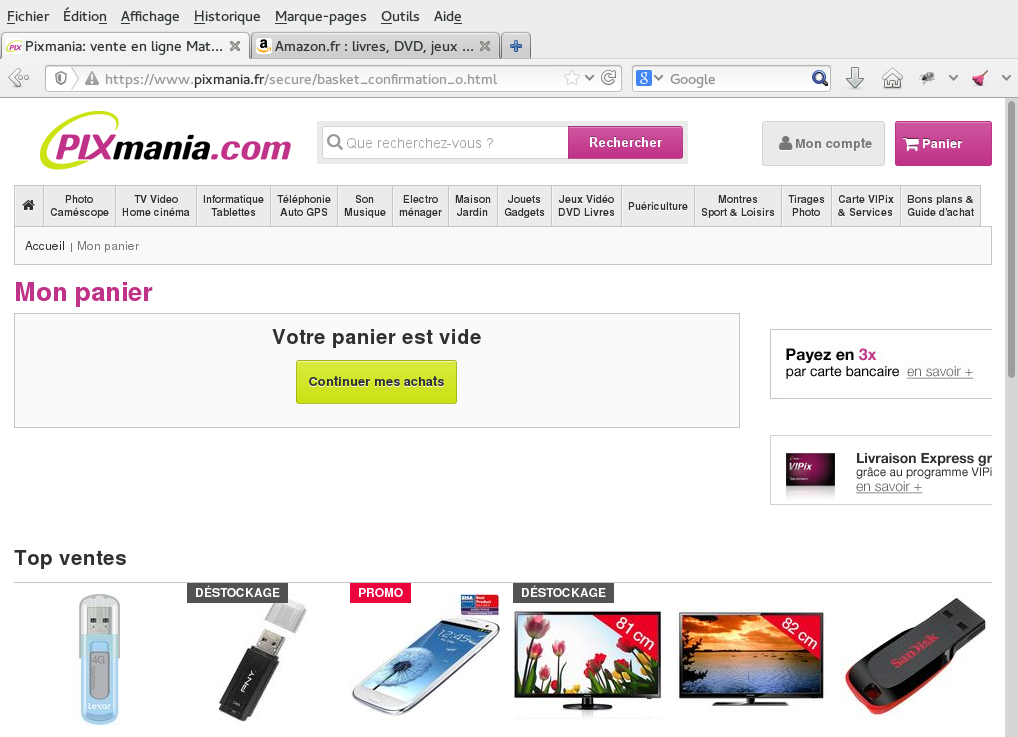 Fichier Édition Affichage Historique Marque-pages Outils Aide
Pixmania: vente en ligne Mat... Amazon.fr : livres, DVD, jeux ...
https://www.pixmania.fr/secure/basket_confirmation_o.html Google
PIXmania.com Que recherchez-vous ? Rechercher Mon compte Panier
Photo Caméscope
TV Video Home cinéma
Informatique Tablettes
Téléphonie Auto GPS
Son Musique
Electro ménager
Maison Jardin
Jouets Gadgets
Jeux Vidéo DVD Livres
Puériculture
Montres Sport & Loisirs
Tirages Photo
Carte VIPix & Services
Bons plans & Guide d'achat
Accueil | Mon panier
Mon panier
Votre panier est vide
Continuer mes achats
Payez en 3x
par carte bancaire en savoir +
VIPix
Livraison Express gr
grâce au programme VIPi
en savoir +
Top ventes
DÉSTOCKAGE PROMO DÉSTOCKAGE
4G
Lexar
PNY
12:45
81 cm
82 cm
SanDisk